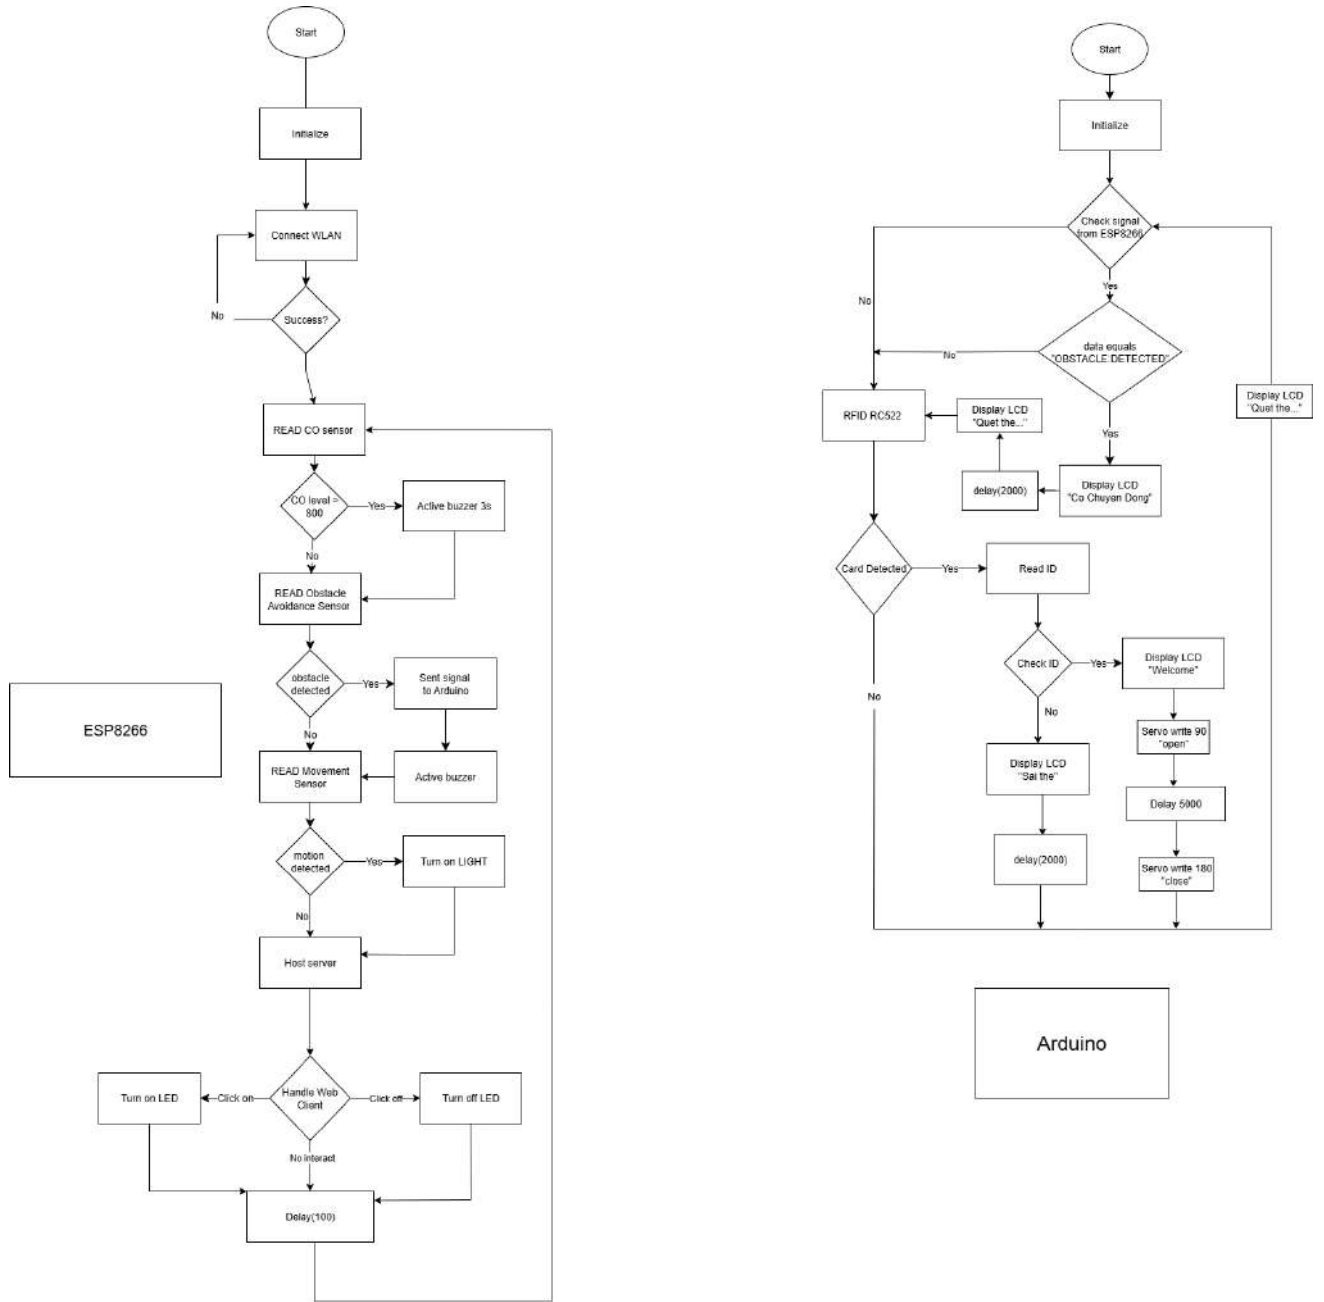 Start
Initialize
Connect WLAN
No
Success?
READ CO sensor
CO level =
800
Yes
Active buzzer 3s
No
READ Obstacle
Avoidance Sensor
obstacle
detected
Yes
Sent signal
to Arduino
No
READ Movement
Sensor
Active buzzer
motion
detected
Yes
Turn on LIGHT
No
Host server
Turn on LED
Click on
Handle Web
Client
Click off
Turn off LED
No interact
Delay(100)
ESP8266
Start
Initialize
Check signal
from ESP8266
No
Yes
data equals
"OBSTACLE:DETECTED"
No
Yes
Display LCD
"Quet the..."
RFID RC522
Display LCD
"Quet the..."
delay(2000)
Display LCD
"Co Chuyen Dong"
Card Detected
Yes
Read ID
No
Check ID
Yes
Display LCD
"Welcome"
No
Servo write 90
"open"
Display LCD
"Sai the"
Delay 5000
delay(2000)
Servo write 180
"close"
Arduino